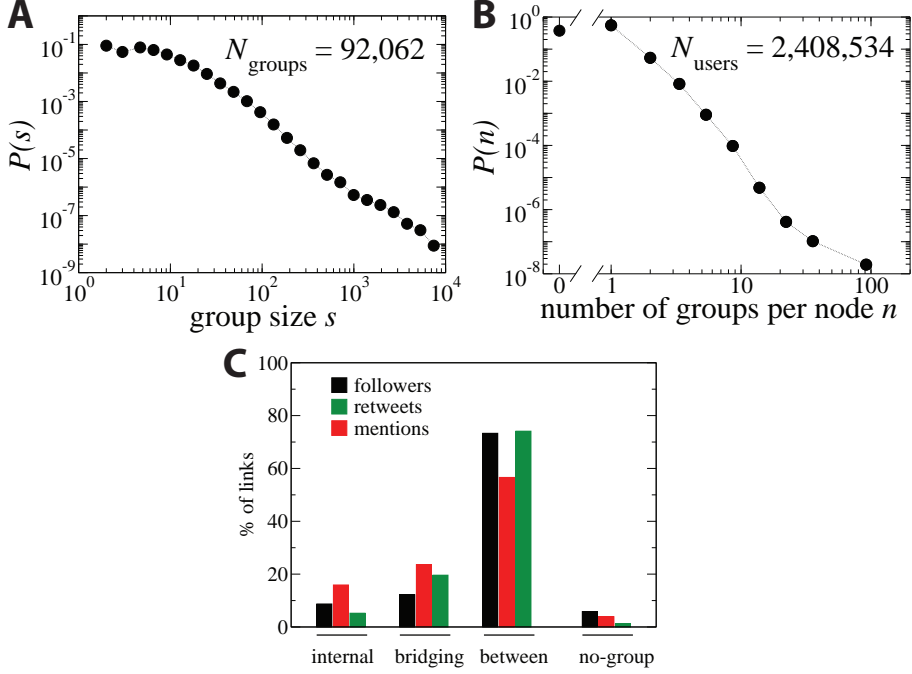 A
N_groups = 92,062
P(s)
10^-1
10^-3
10^-5
10^-7
10^-9
10^0 10^1 10^2 10^3 10^4
group size s
B
N_users = 2,408,534
P(n)
10^0
10^-2
10^-4
10^-6
10^-8
0 1 10 100
number of groups per node n
C
% of links
100
80
60
40
20
0
followers
retweets
mentions
internal bridging between no-group